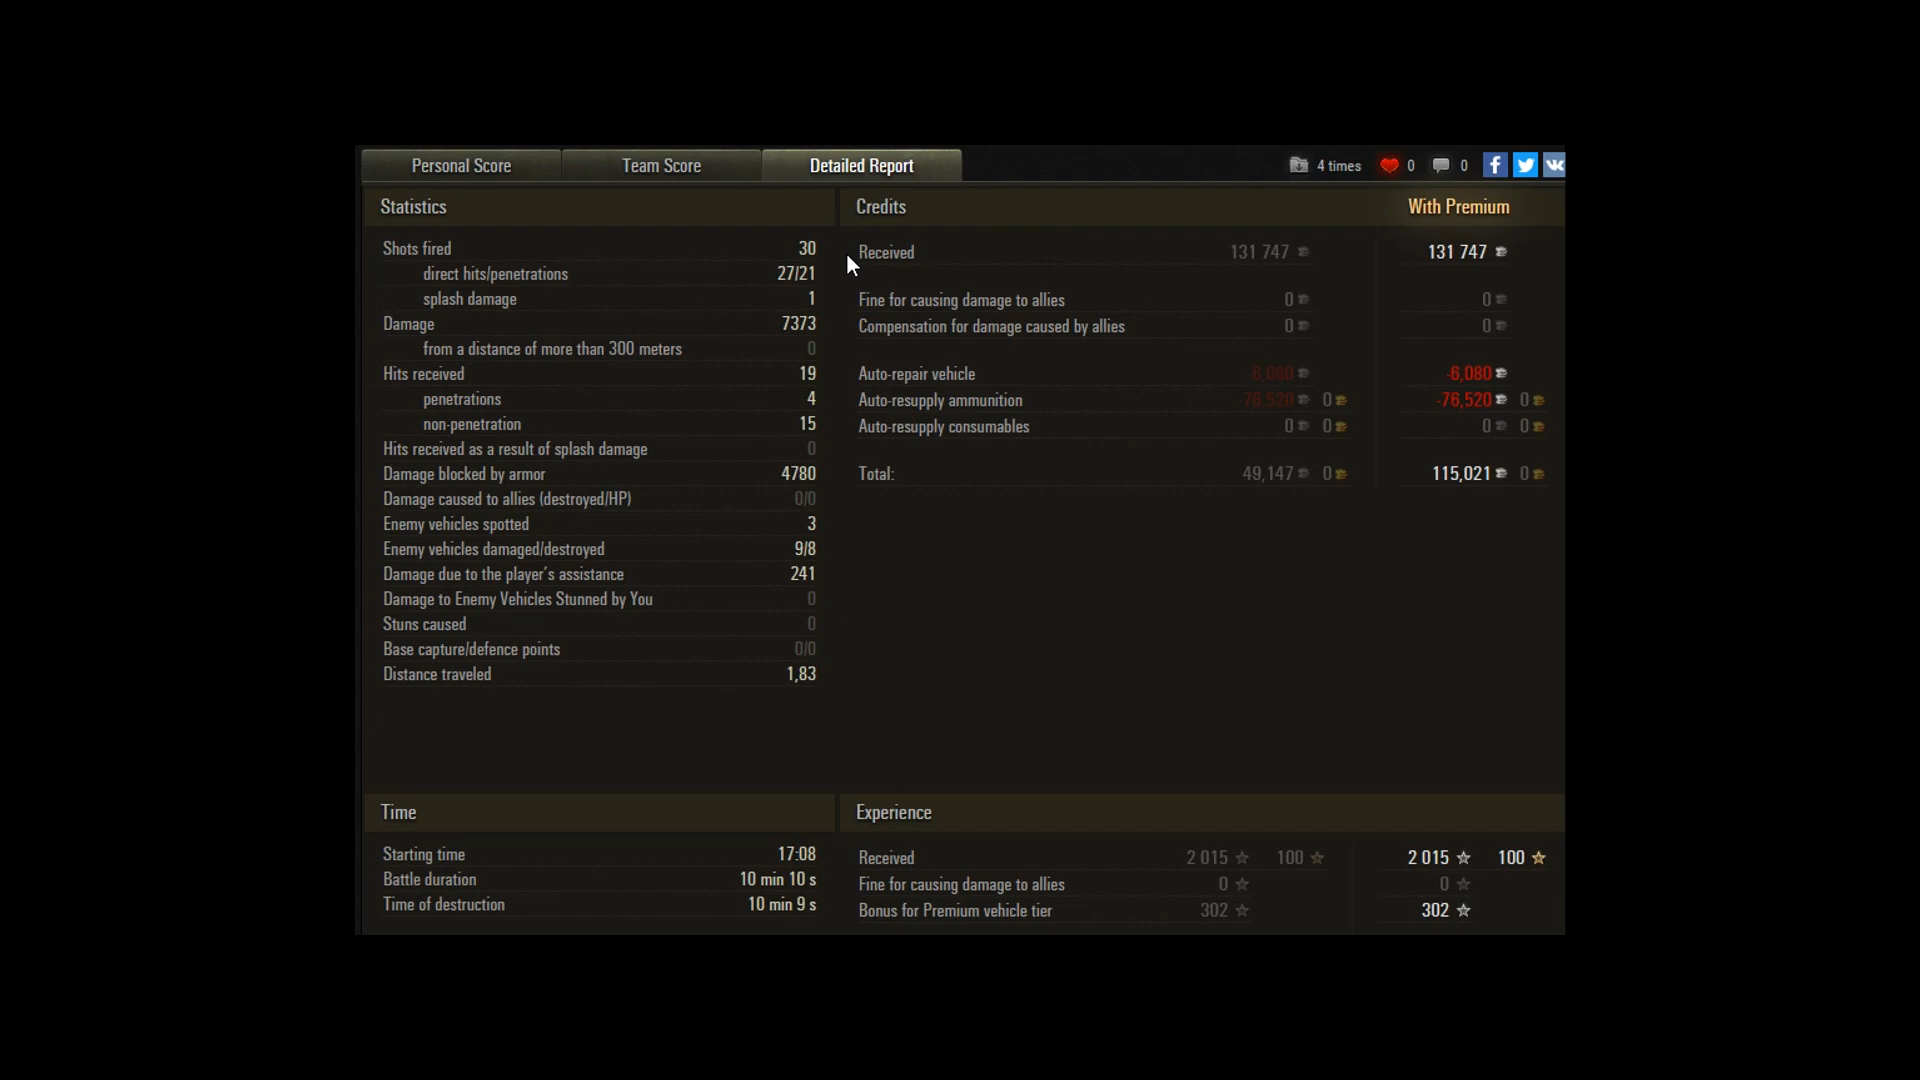 Personal Score Team Score Detailed Report 4 times 0 0
Statistics
Shots fired 30
direct hits/penetrations 27/21
splash damage 1
Damage 7373
from a distance of more than 300 meters 0
Hits received 19
penetrations 4
non-penetration 15
Hits received as a result of splash damage 0
Damage blocked by armor 4780
Damage caused to allies (destroyed/HP) 0/0
Enemy vehicles spotted 3
Enemy vehicles damaged/destroyed 9/8
Damage due to the player's assistance 241
Damage to Enemy Vehicles Stunned by You 0
Stuns caused 0
Base capture/defence points 0/0
Distance traveled 1,83
Credits With Premium
Received 131 747 131 747
Fine for causing damage to allies 0 0
Compensation for damage caused by allies 0 0
Auto-repair vehicle -6,080 -6,080
Auto-resupply ammunition -76,520 0 -76,520 0
Auto-resupply consumables 0 0 0 0
Total: 49,147 0 115,021 0
Time
Starting time 17:08
Battle duration 10 min 10 s
Time of destruction 10 min 9 s
Experience
Received 2 015 100 2 015 100
Fine for causing damage to allies 0 0
Bonus for Premium vehicle tier 302 302